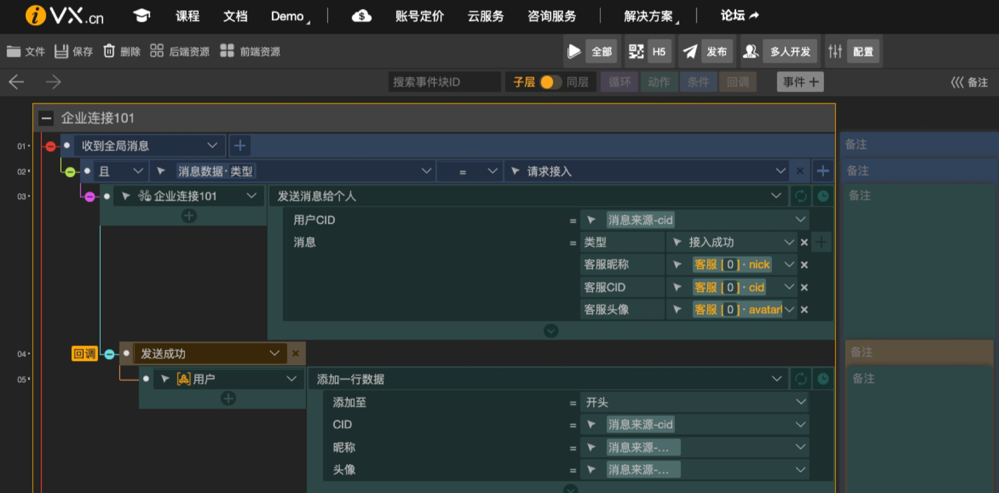 iVX.cn 课程 文档 Demo 账号定价 云服务 咨询服务 解决方案 论坛
文件 保存 删除 后端资源 前端资源 全部 H5 发布 多人开发 配置
搜索事件块ID 子层 同层 循环 动作 条件 回调 事件 + 备注
企业连接101
01 收到全局消息 + 备注
02 且 消息数据·类型 = 请求接入 × + 备注
03 企业连接101 发送消息给个人 备注
用户CID = 消息来源-cid
消息 = 类型 接入成功 × +
客服昵称 客服 [ 0 ] · nick ×
客服CID 客服 [ 0 ] · cid ×
客服头像 客服 [ 0 ] · avatar ×
04 回调 发送成功 × 备注
05 用户 添加一行数据 备注
添加至 = 开头
CID = 消息来源-cid
昵称 = 消息来源-...
头像 = 消息来源-...